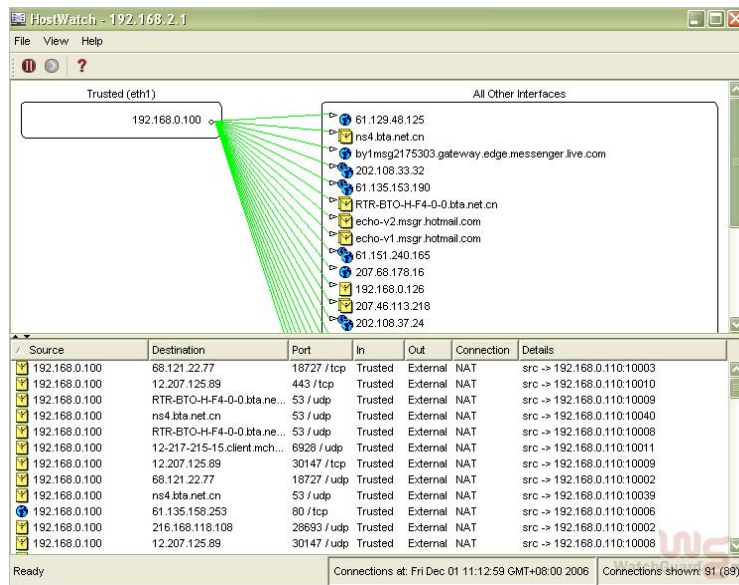 HostWatch - 192.168.2.1
File View Help
Trusted (eth1)
All Other Interfaces
192.168.0.100
61.129.48.125
ns4.bta.net.cn
by1msg2175303.gateway.edge.messenger.live.com
202.108.33.32
61.135.153.190
RTR-BTO-H-F4-0-0.bta.net.cn
echo-v2.msgr.hotmail.com
echo-v1.msgr.hotmail.com
61.151.240.165
207.68.178.16
192.168.0.126
207.46.113.218
202.108.37.24
/ Source Destination Port In Out Connection Details
192.168.0.100 68.121.22.77 18727 / tcp Trusted External NAT src -> 192.168.0.110:10003
192.168.0.100 12.207.125.89 443 / tcp Trusted External NAT src -> 192.168.0.110:10010
192.168.0.100 RTR-BTO-H-F4-0-0.bta.ne... 53 / udp Trusted External NAT src -> 192.168.0.110:10009
192.168.0.100 ns4.bta.net.cn 53 / udp Trusted External NAT src -> 192.168.0.110:10040
192.168.0.100 RTR-BTO-H-F4-0-0.bta.ne... 53 / udp Trusted External NAT src -> 192.168.0.110:10008
192.168.0.100 12-217-215-15.client.mch... 6928 / udp Trusted External NAT src -> 192.168.0.110:10011
192.168.0.100 12.207.125.89 30147 / tcp Trusted External NAT src -> 192.168.0.110:10009
192.168.0.100 68.121.22.77 18727 / udp Trusted External NAT src -> 192.168.0.110:10002
192.168.0.100 ns4.bta.net.cn 53 / udp Trusted External NAT src -> 192.168.0.110:10039
192.168.0.100 61.135.158.253 80 / tcp Trusted External NAT src -> 192.168.0.110:10006
192.168.0.100 216.168.118.108 28693 / udp Trusted External NAT src -> 192.168.0.110:10002
192.168.0.100 12.207.125.89 30147 / udp Trusted External NAT src -> 192.168.0.110:10006
WatchGuard
Ready Connections at: Fri Dec 01 11:12:59 GMT+08:00 2006 Connections shown: 91 (89)